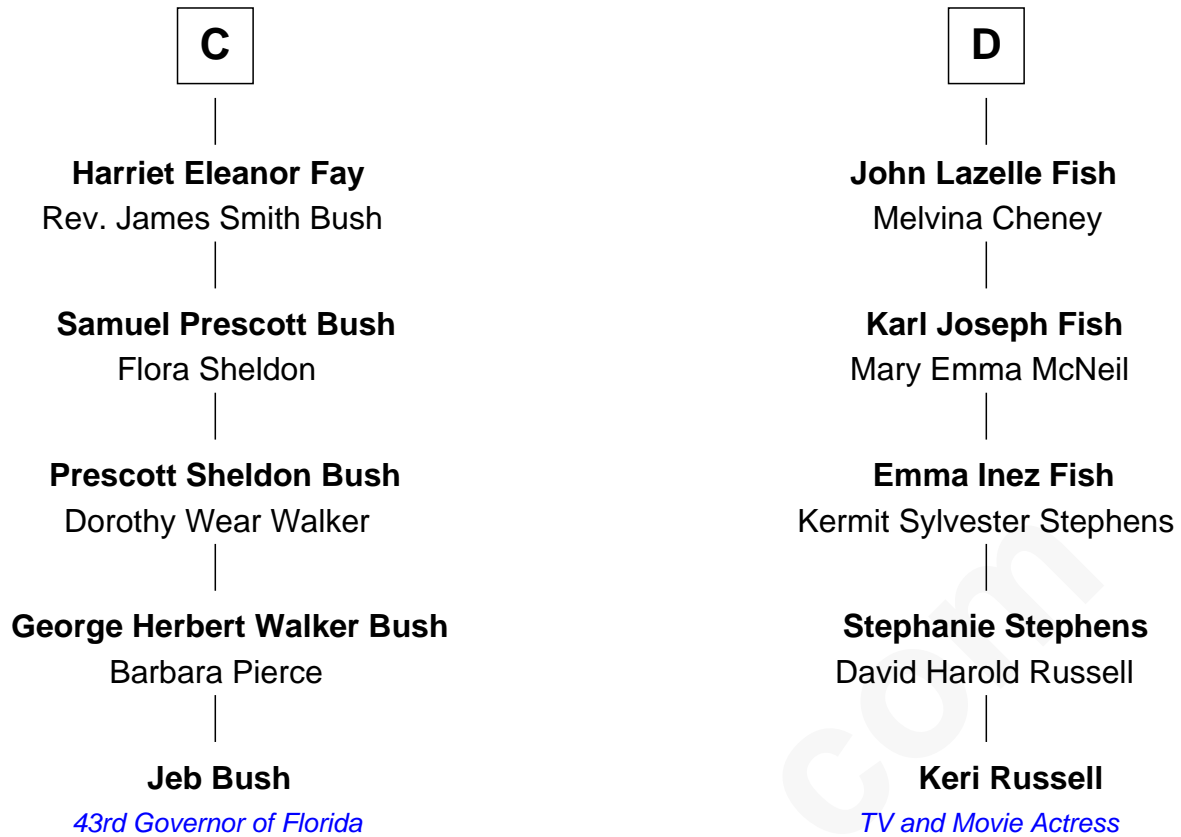 C
Harriet Eleanor Fay
Rev. James Smith Bush
Samuel Prescott Bush
Flora Sheldon
Prescott Sheldon Bush
Dorothy Wear Walker
George Herbert Walker Bush
Barbara Pierce
Jeb Bush
43rd Governor of Florida
D
John Lazelle Fish
Melvina Cheney
Karl Joseph Fish
Mary Emma McNeil
Emma Inez Fish
Kermit Sylvester Stephens
Stephanie Stephens
David Harold Russell
Keri Russell
TV and Movie Actress
com